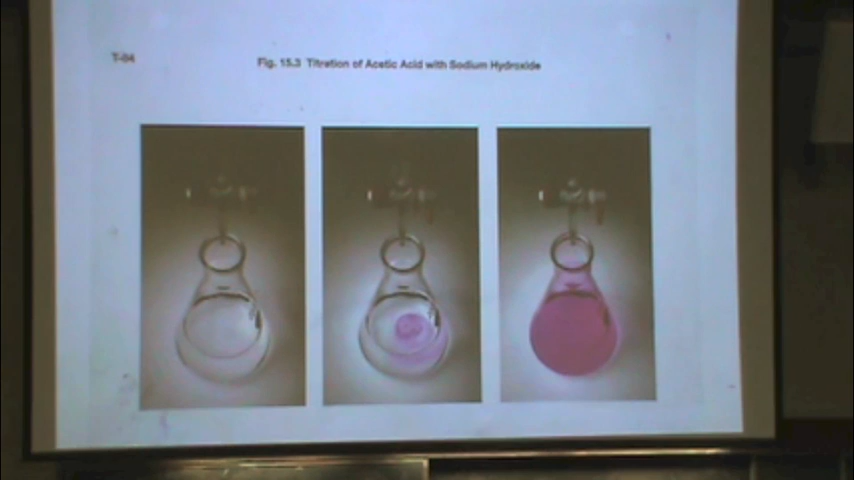 T-84
Fig. 15.3 Titration of Acetic Acid with Sodium Hydroxide